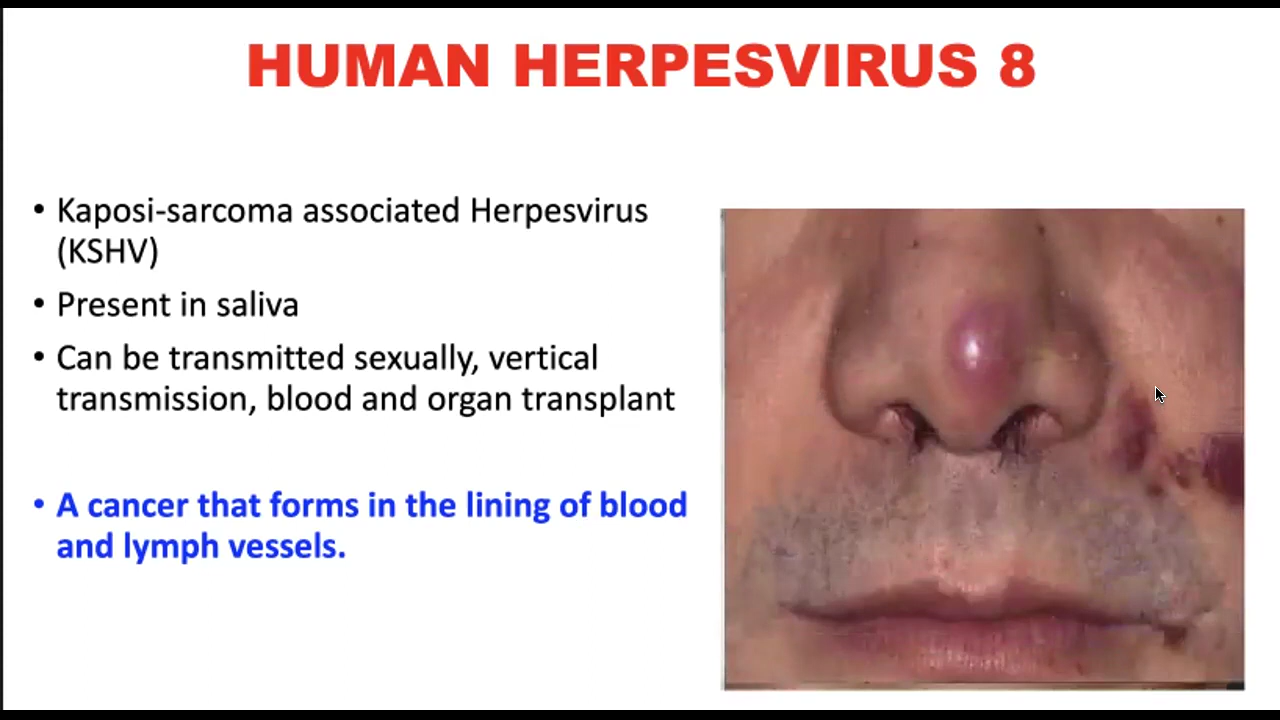 HUMAN HERPESVIRUS 8
• Kaposi-sarcoma associated Herpesvirus
(KSHV)
• Present in saliva
• Can be transmitted sexually, vertical
transmission, blood and organ transplant
• A cancer that forms in the lining of blood
and lymph vessels.